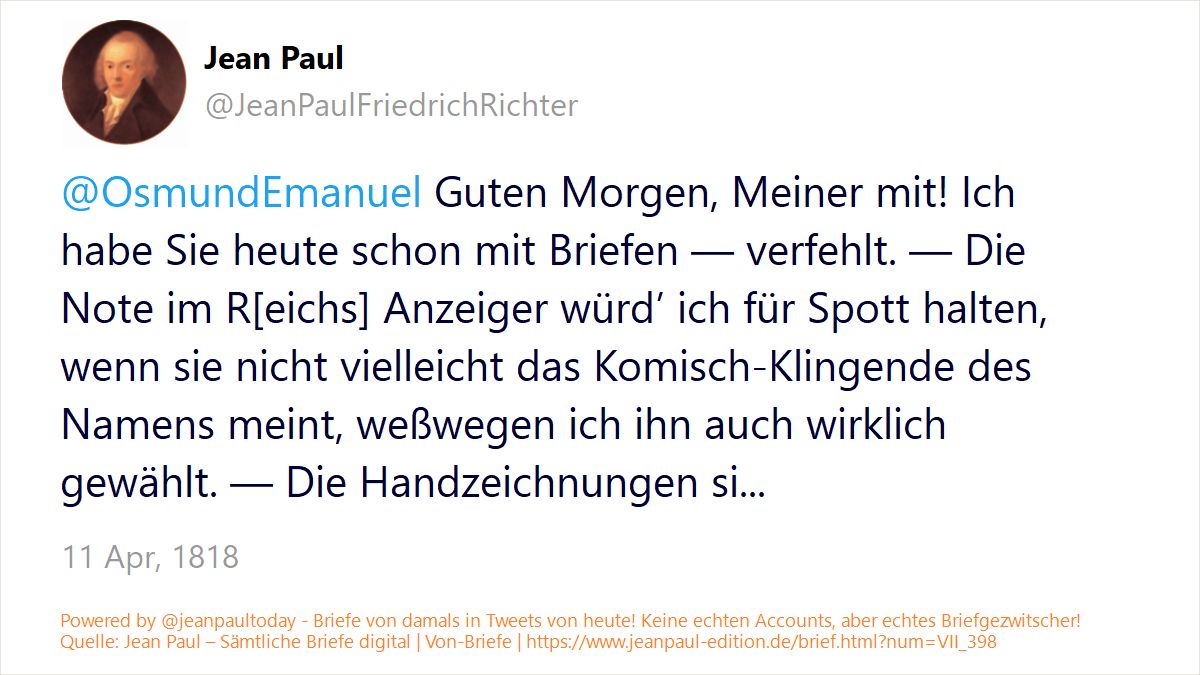 Jean Paul
@JeanPaulFriedrichRichter
@OsmundEmanuel Guten Morgen, Meiner mit! Ich
habe Sie heute schon mit Briefen — verfehlt. — Die
Note im R[eichs] Anzeiger würd’ ich für Spott halten,
wenn sie nicht vielleicht das Komisch-Klingende des
Namens meint, weßwegen ich ihn auch wirklich
gewählt. — Die Handzeichnungen si...
11 Apr, 1818
Powered by @jeanpaultoday - Briefe von damals in Tweets von heute! Keine echten Accounts, aber echtes Briefgezwitscher!
Quelle: Jean Paul – Sämtliche Briefe digital | Von-Briefe | https://www.jeanpaul-edition.de/brief.html?num=VII_398